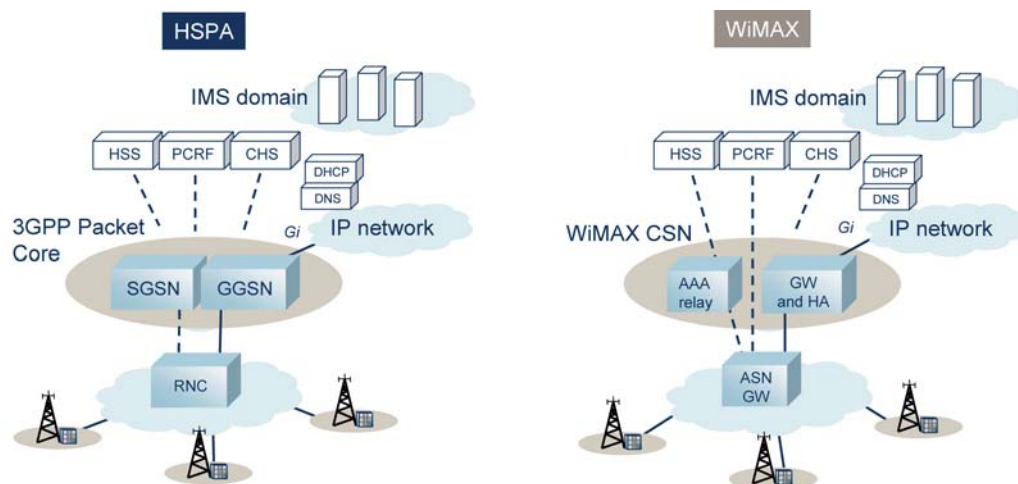 HSPA
IMS domain
HSS
PCRF
CHS
DHCP
DNS
3GPP Packet
Core
Gi
IP network
SGSN
GGSN
RNC
WiMAX
IMS domain
HSS
PCRF
CHS
DHCP
DNS
WiMAX CSN
Gi
IP network
AAA
relay
GW
and HA
ASN
GW